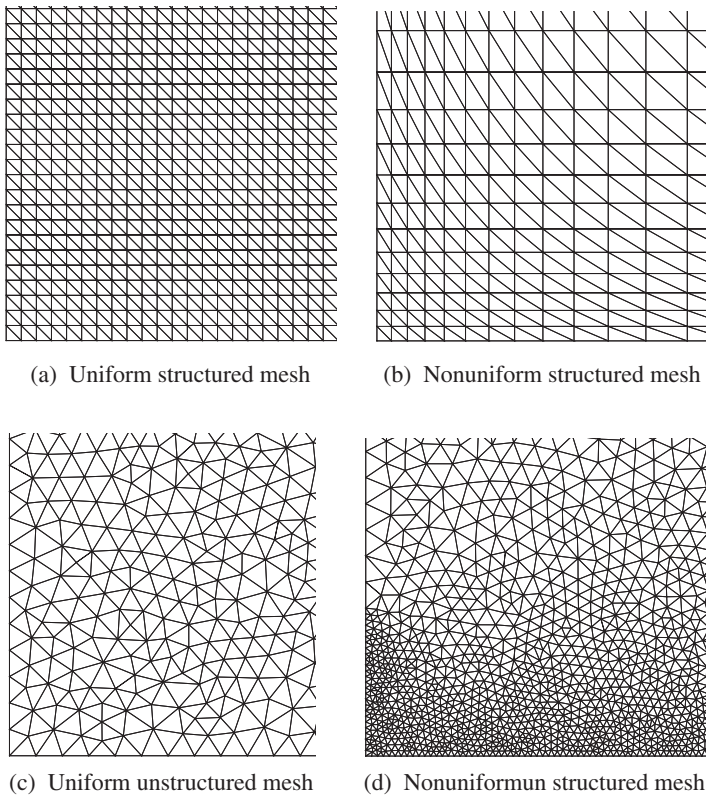 (a) Uniform structured mesh
(b) Nonuniform structured mesh
(c) Uniform unstructured mesh
(d) Nonuniformun structured mesh